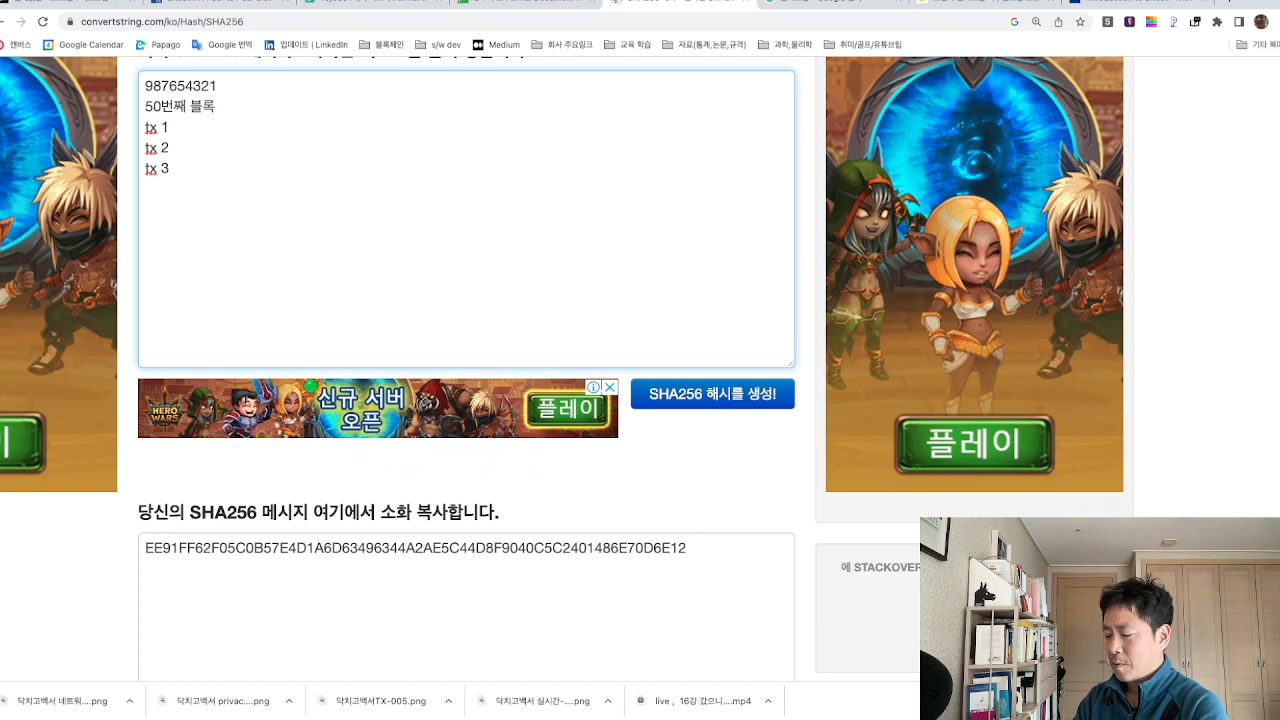 convertstring.com/ko/Hash/SHA256
캔버스
Google Calendar
Papago
Google 번역
업데이트 | LinkedIn
블록체인
s/w dev
Medium
회사 주요링크
교육 학습
자료(통계,논문,규격)
과학,물리학
취미/골프/유튜브팁
기타 북마
987654321
50번째 블록
tx 1
tx 2
tx 3
HERO WARS
신규 서버
오픈
플레이
SHA256 해시를 생성!
플레이
당신의 SHA256 메시지 여기에서 소화 복사합니다.
EE91FF62F05C0B57E4D1A6D63496344A2AE5C44D8F9040C5C2401486E70D6E12
에 STACKOVER
닥치고백서 네트워....png
닥치고백서 privac....png
닥치고백서TX-005.png
닥치고백서 실시간-....png
live , 16강 갔으니....mp4